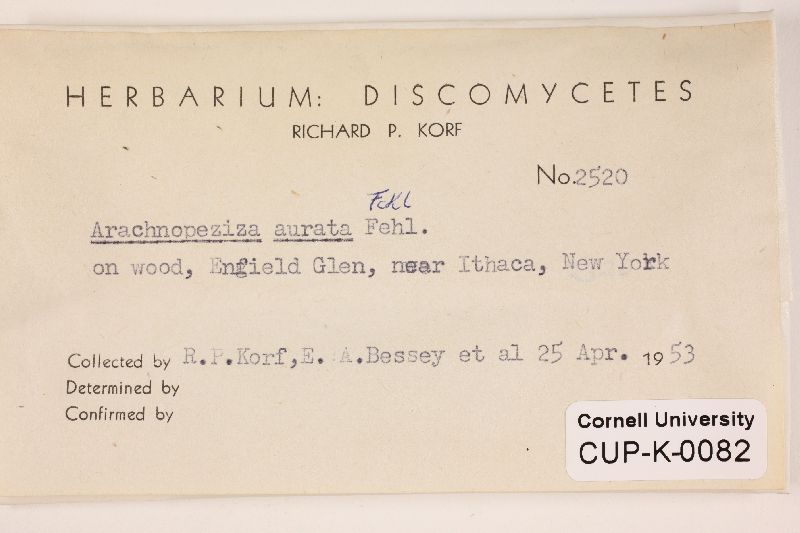 HERBARIUM: DISCOMYCETES
RICHARD P. KORF
No. 2520
Fckl
Arachnopeziza aurata Fehl.
on wood, Enfield Glen, near Ithaca, New York
Collected by R.P.Korf, E. A.Bessey et al 25 Apr. 1953
Determined by
Confirmed by
Cornell University
CUP-K-0082